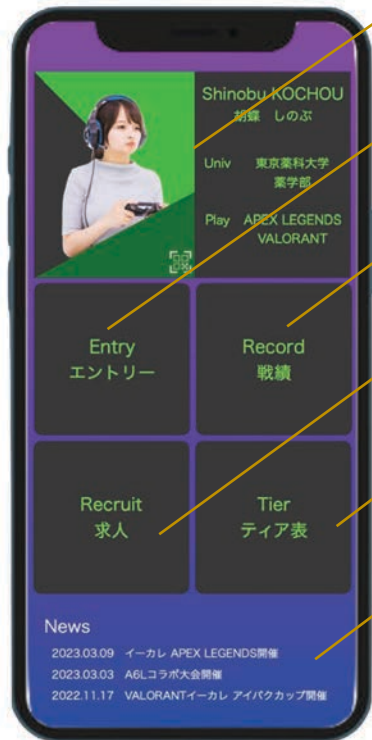 Shinobu KOCHOU
胡蝶　しのぶ
Univ　東京薬科大学
薬学部
Play　APEX LEGENDS
VALORANT
Entry
エントリー
Record
戦績
Recruit
求人
Tier
ティア表
News
2023.03.09　イーカレ APEX LEGENDS開催
2023.03.03　A6Lコラボ大会開催
2022.11.17　VALORANTイーカレ アイバクカップ開催